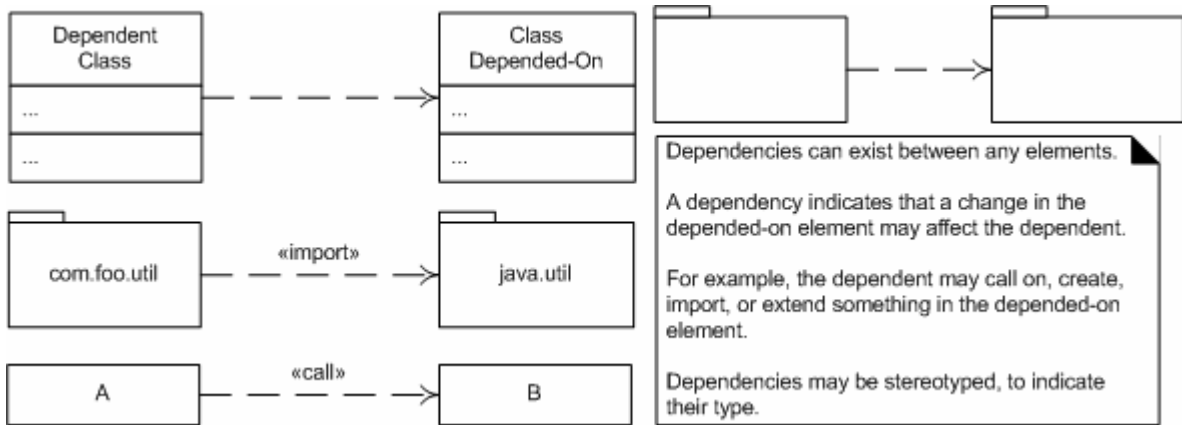 Dependent
Class
...
...
Class
Depended-On
...
...
com.foo.util
«import»
java.util
A
«call»
B
Dependencies can exist between any elements.
A dependency indicates that a change in the
depended-on element may affect the dependent.
For example, the dependent may call on, create,
import, or extend something in the depended-on
element.
Dependencies may be stereotyped, to indicate
their type.